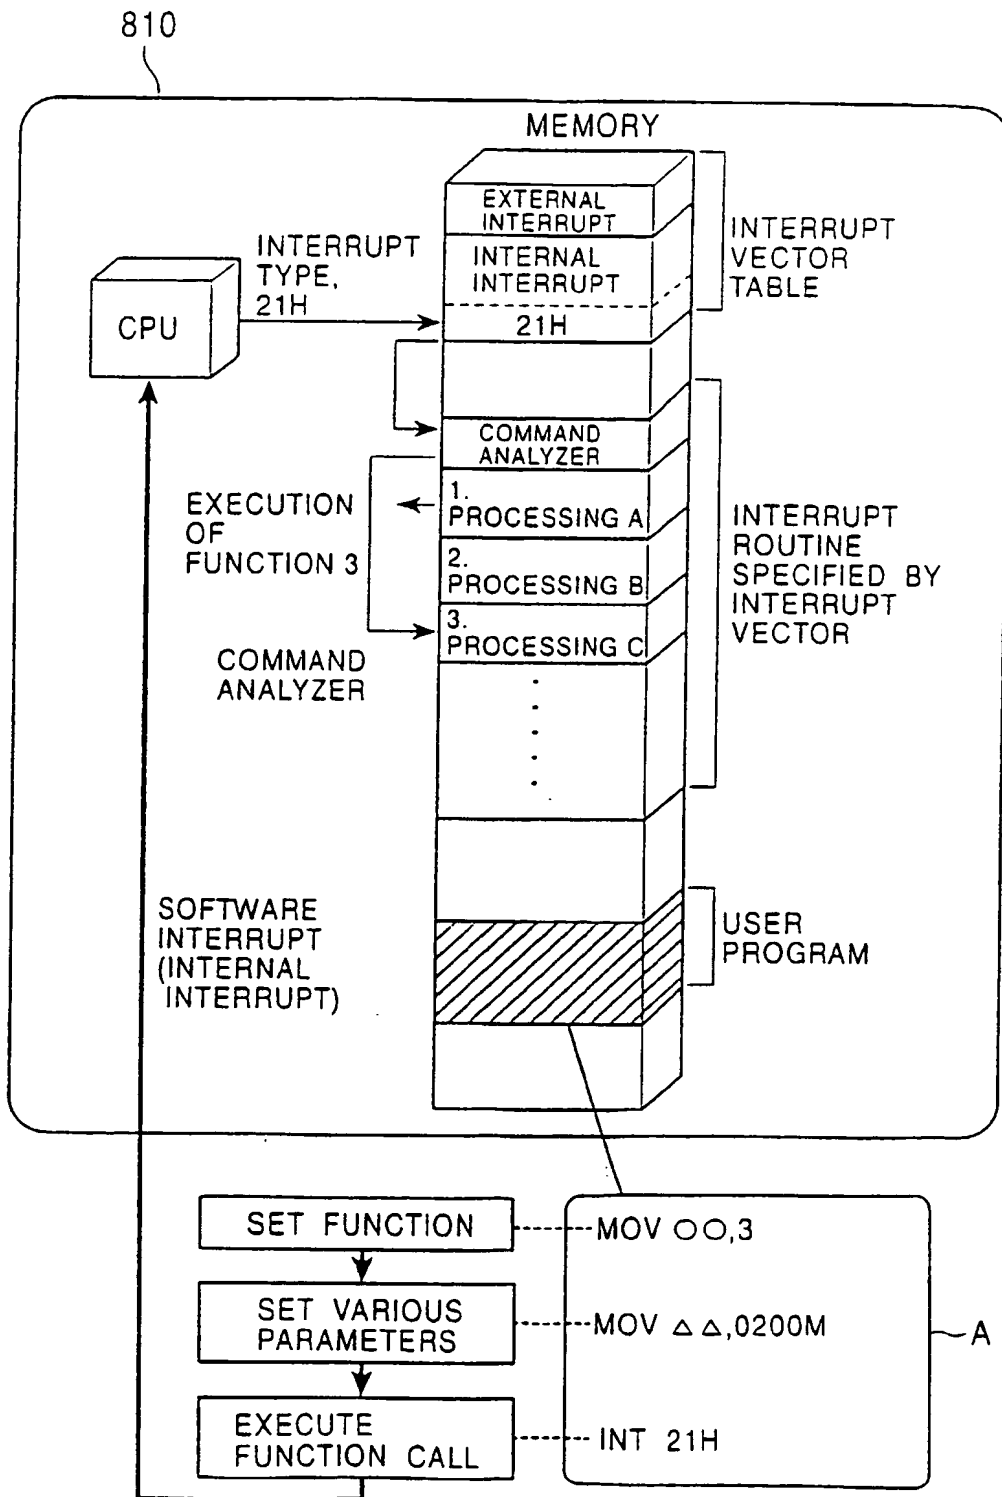 810
MEMORY
EXTERNAL
INTERRUPT
INTERNAL
INTERRUPT
21H
INTERRUPT
VECTOR
TABLE
INTERRUPT
TYPE,
21H
CPU
COMMAND
ANALYZER
1.
PROCESSING A
2.
PROCESSING B
3.
PROCESSING C
EXECUTION
OF
FUNCTION 3
COMMAND
ANALYZER
INTERRUPT
ROUTINE
SPECIFIED BY
INTERRUPT
VECTOR
SOFTWARE
INTERRUPT
(INTERNAL
INTERRUPT)
USER
PROGRAM
SET FUNCTION
MOV ○○,3
SET VARIOUS
PARAMETERS
MOV △△,0200M
A
EXECUTE
FUNCTION CALL
INT 21H